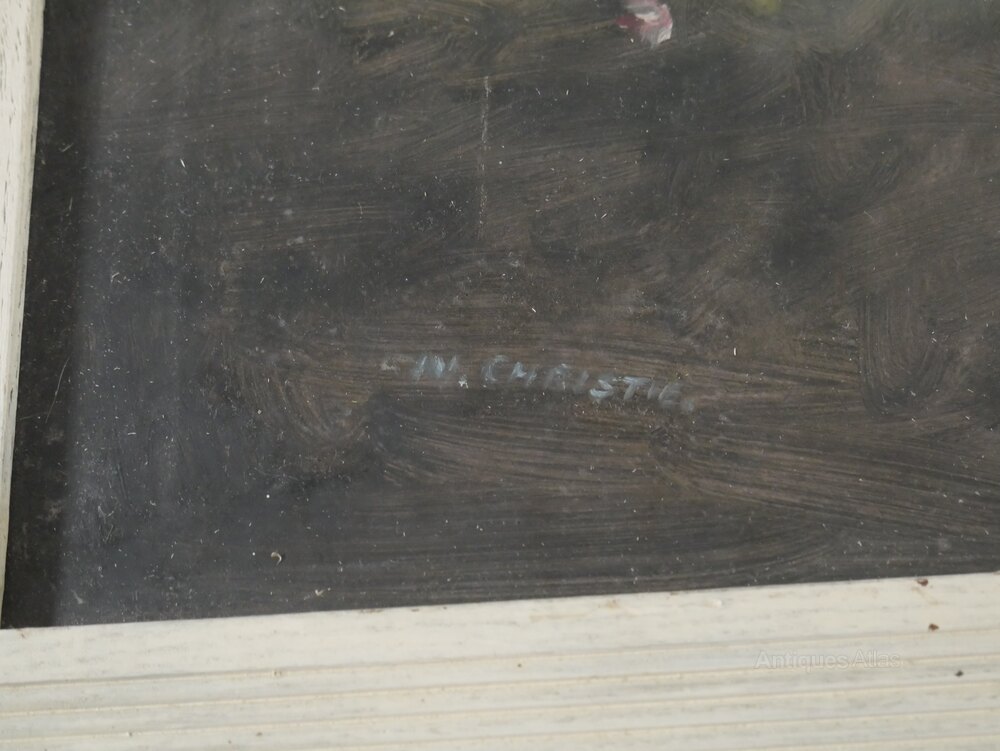 W. CHRISTIE.
Antiques Atlas